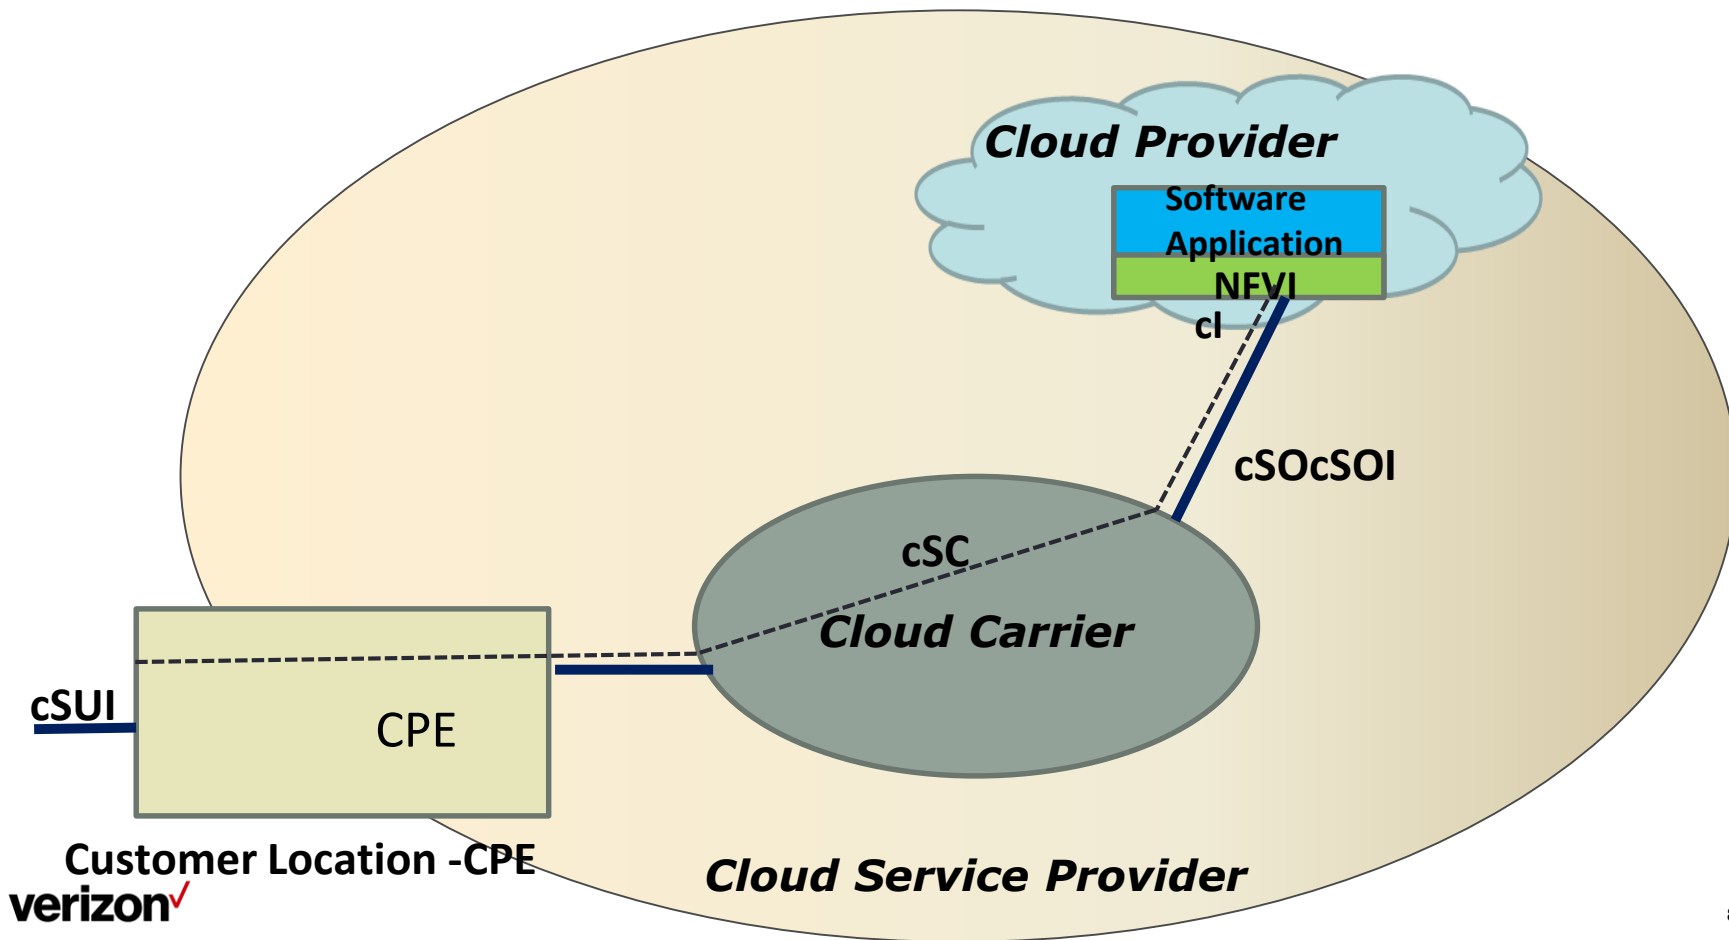 Cloud Provider
Software
Application
NFVI
cI
cSOcSOI
cSC
Cloud Carrier
cSUI
CPE
Customer Location -CPE
Cloud Service Provider
verizon✓